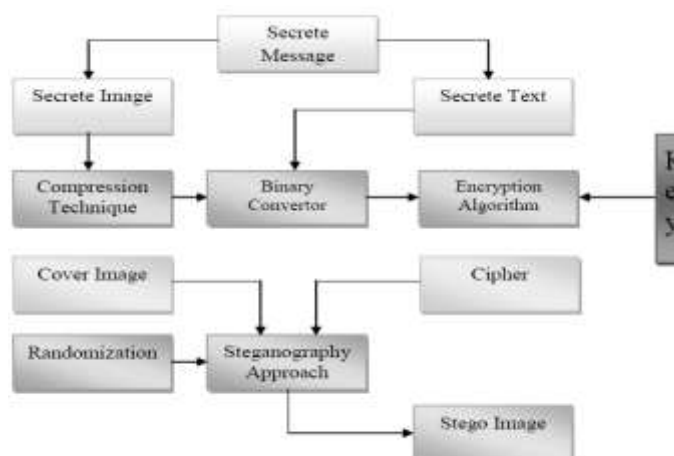 Secrete
Message
Secrete Image
Secrete Text
Compression
Technique
Binary
Convertor
Encryption
Algorithm
K
e
y
Cover Image
Cipher
Randomization
Steganography
Approach
Stego Image